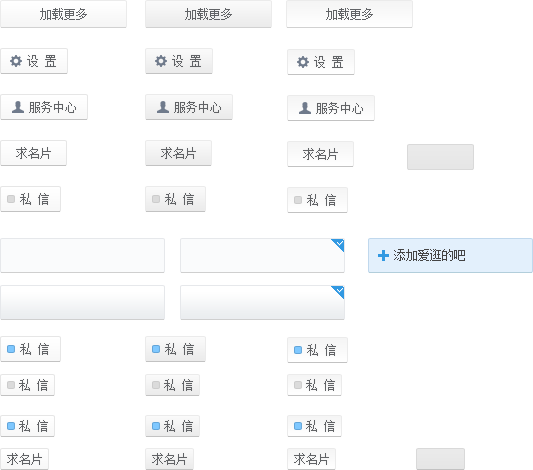 加载更多 加载更多 加载更多
设 置 设 置 设 置
服务中心 服务中心 服务中心
求名片 求名片 求名片
私 信 私 信 私 信
添加爱逛的吧
私 信 私 信 私 信
私 信 私 信 私 信
私 信 私 信 私 信
求名片 求名片 求名片